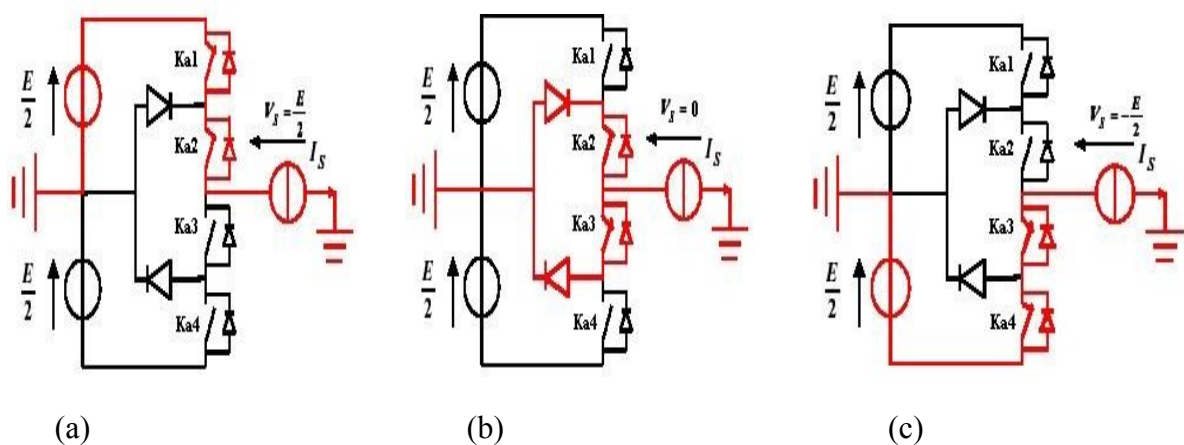 Ka1
E/2
V_S = E/2
Ka2
I_S
Ka3
E/2
Ka4
(a)
Ka1
E/2
V_S = 0
Ka2
I_S
Ka3
E/2
Ka4
(b)
Ka1
E/2
V_S = -E/2
Ka2
I_S
Ka3
E/2
Ka4
(c)